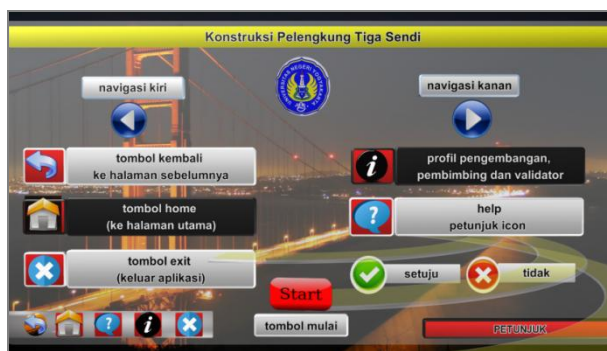 Konstruksi Pelengkung Tiga Sendi
navigasi kiri
navigasi kanan
tombol kembali
ke halaman sebelumnya
profil pengembangan,
pembimbing dan validator
tombol home
(ke halaman utama)
help
petunjuk icon
tombol exit
(keluar aplikasi)
setuju
tidak
Start
tombol mulai
PETUNJUK